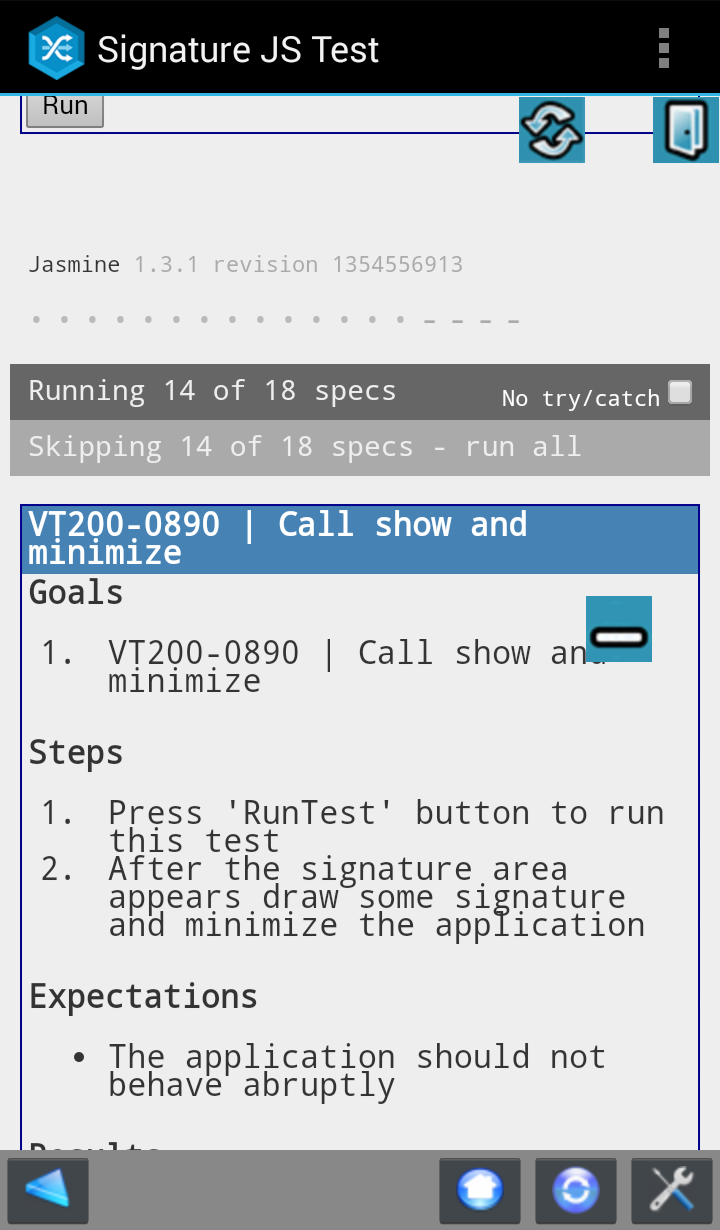 Signature JS Test
Run
Jasmine 1.3.1 revision 1354556913
Running 14 of 18 specs
No try/catch
Skipping 14 of 18 specs - run all
VT200-0890 | Call show and
minimize
Goals
1. VT200-0890 | Call show and
minimize
Steps
1. Press 'RunTest' button to run
this test
2. After the signature area
appears draw some signature
and minimize the application
Expectations
• The application should not
behave abruptly
Results